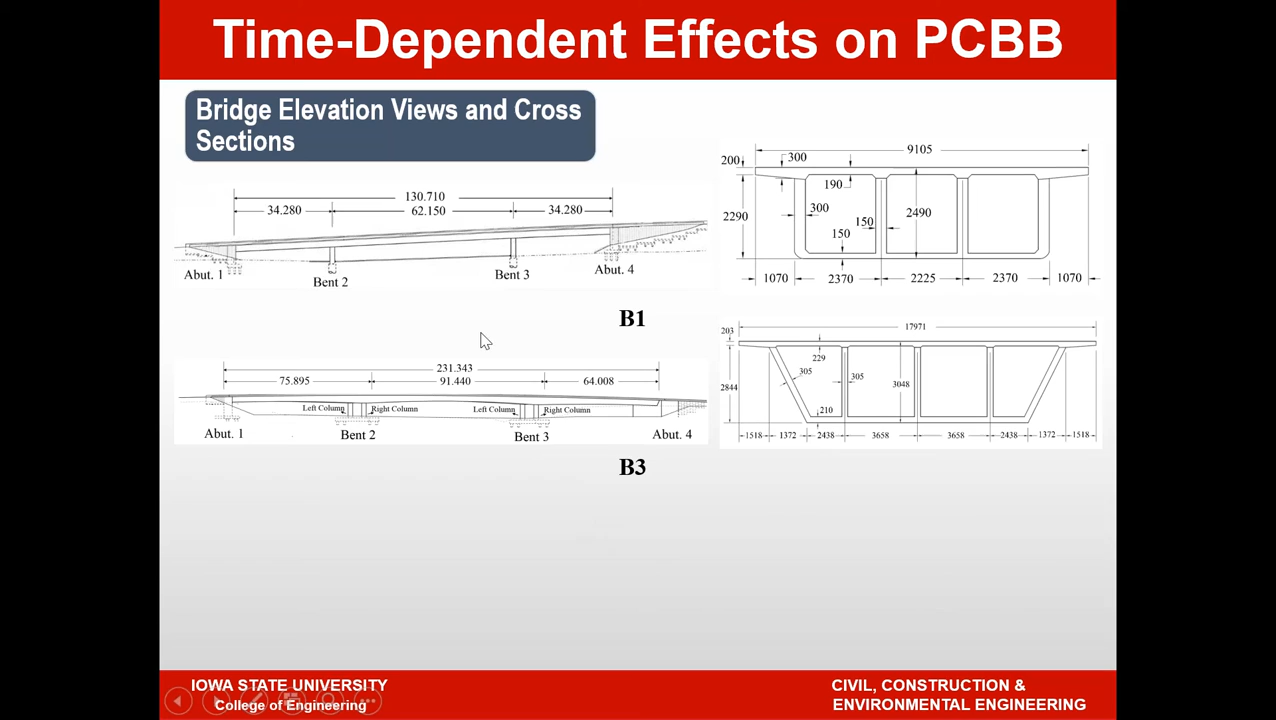 Time-Dependent Effects on PCBB
Bridge Elevation Views and Cross
Sections
130.710
34.280 62.150 34.280
Abut. 1 Bent 2 Bent 3 Abut. 4
9105
200 300
190
300
2290 150 2490
150
1070 2370 2225 2370 1070
B1
231.343
75.895 91.440 64.008
Left Column Right Column Left Column Right Column
Abut. 1 Bent 2 Bent 3 Abut. 4
17971
203
229
305 305
2844 3048
210
1518 1372 2438 3658 3658 2438 1372 1518
B3
IOWA STATE UNIVERSITY
College of Engineering
CIVIL, CONSTRUCTION &
ENVIRONMENTAL ENGINEERING